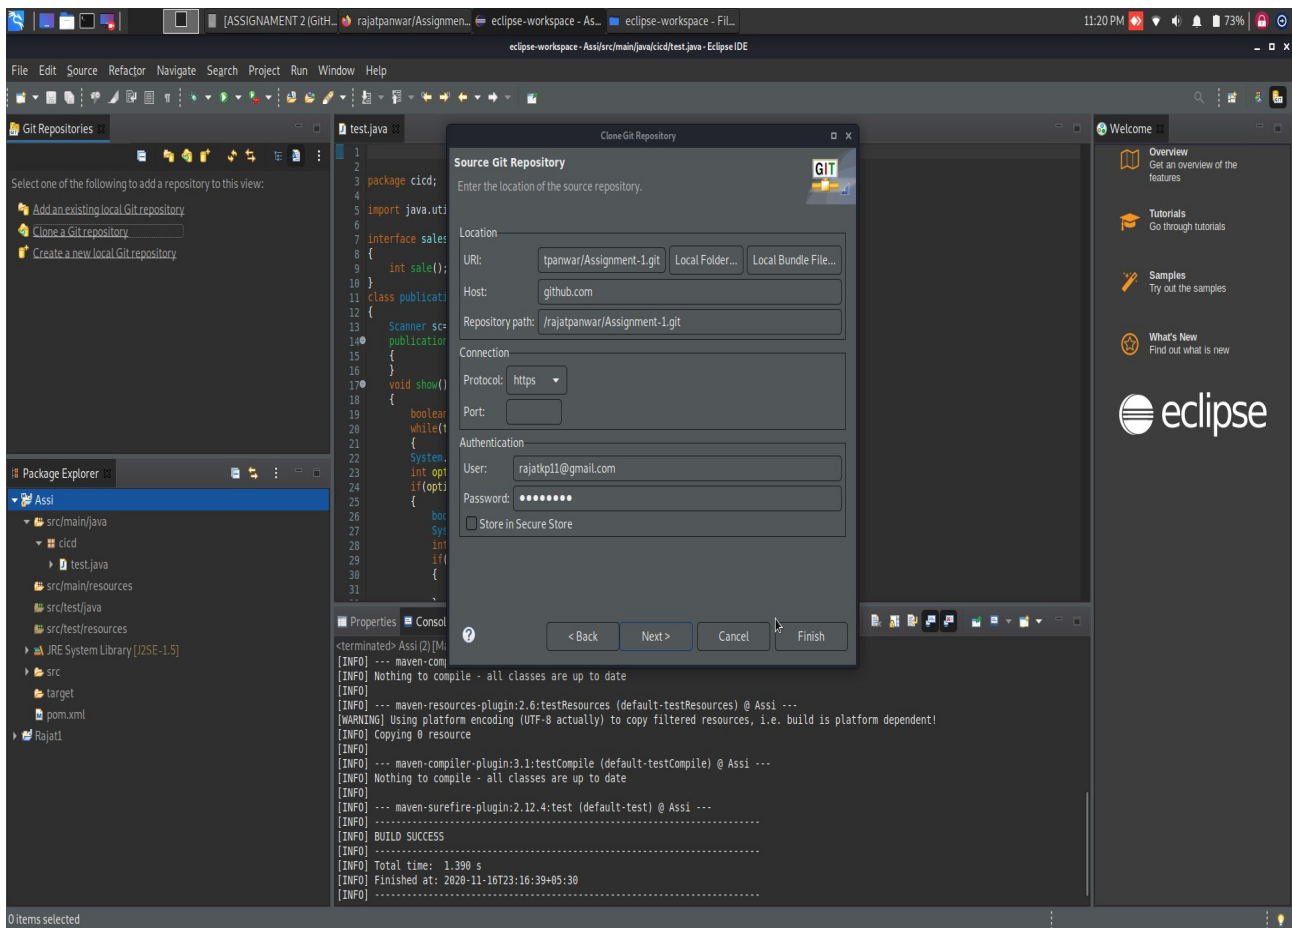 [ASSIGNAMENT 2 (GitH... rajatpanwar/Assignmen... eclipse-workspace - As... eclipse-workspace - Fil... 11:20 PM 73%
eclipse-workspace - Assi/src/main/java/cicd/test.java - Eclipse IDE
File Edit Source Refactor Navigate Search Project Run Window Help
Git Repositories
Select one of the following to add a repository to this view:
Add an existing local Git repository
Clone a Git repository
Create a new local Git repository
Package Explorer
Assi
src/main/java
cicd
test.java
src/main/resources
src/test/java
src/test/resources
JRE System Library [J2SE-1.5]
src
target
pom.xml
Rajat1
test.java
1
2
3 package cicd;
4
5 import java.uti
6
7 interface sales
8 {
9 int sale();
10 }
11 class publicati
12 {
13 Scanner sc=
14 publication
15 {
16 }
17 void show()
18 {
19 boolean
20 while(t
21 {
22 System.
23 int opt
24 if(opti
25 {
26 boo
27 Sys
28 int
29 if(
30 {
31
Clone Git Repository
Source Git Repository
Enter the location of the source repository.
GIT
Location
URI: tpanwar/Assignment-1.git Local Folder... Local Bundle File...
Host: github.com
Repository path: /rajatpanwar/Assignment-1.git
Connection
Protocol: https
Port:
Authentication
User: rajatkp11@gmail.com
Password: ●●●●●●●●
Store in Secure Store
< Back Next > Cancel Finish
Properties Consol
<terminated> Assi (2) [Ma
[INFO] --- maven-com
[INFO] Nothing to compile - all classes are up to date
[INFO]
[INFO] --- maven-resources-plugin:2.6:testResources (default-testResources) @ Assi ---
[WARNING] Using platform encoding (UTF-8 actually) to copy filtered resources, i.e. build is platform dependent!
[INFO] Copying 0 resource
[INFO]
[INFO] --- maven-compiler-plugin:3.1:testCompile (default-testCompile) @ Assi ---
[INFO] Nothing to compile - all classes are up to date
[INFO]
[INFO] --- maven-surefire-plugin:2.12.4:test (default-test) @ Assi ---
[INFO] ------------------------------------------------------------------------
[INFO] BUILD SUCCESS
[INFO] ------------------------------------------------------------------------
[INFO] Total time: 1.390 s
[INFO] Finished at: 2020-11-16T23:16:39+05:30
[INFO] ------------------------------------------------------------------------
Welcome
Overview
Get an overview of the
features
Tutorials
Go through tutorials
Samples
Try out the samples
What's New
Find out what is new
eclipse
0 items selected